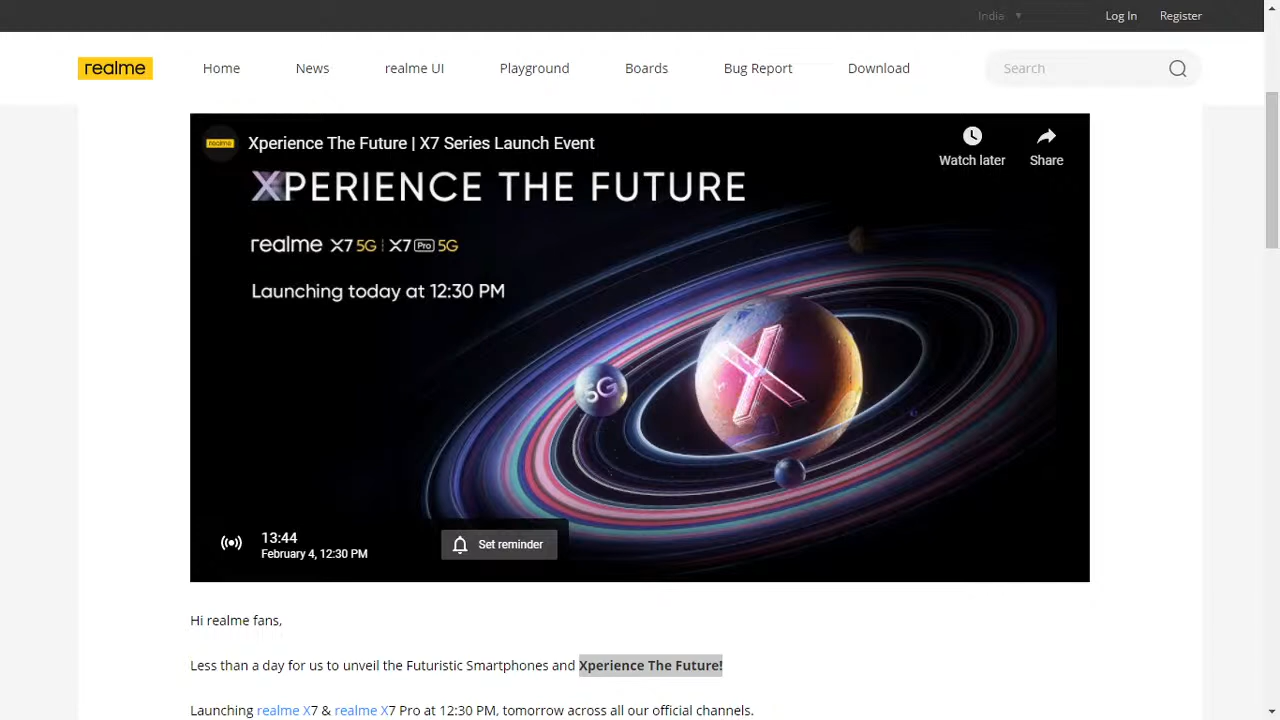 India ▼ Log In Register
realme Home News realme UI Playground Boards Bug Report Download Search
realme Xperience The Future | X7 Series Launch Event
Watch later Share
XPERIENCE THE FUTURE
realme X7 5G | X7 Pro 5G
Launching today at 12:30 PM
X
5G
13:44
February 4, 12:30 PM
Set reminder
Hi realme fans,
Less than a day for us to unveil the Futuristic Smartphones and Xperience The Future!
Launching realme X7 & realme X7 Pro at 12:30 PM, tomorrow across all our official channels.